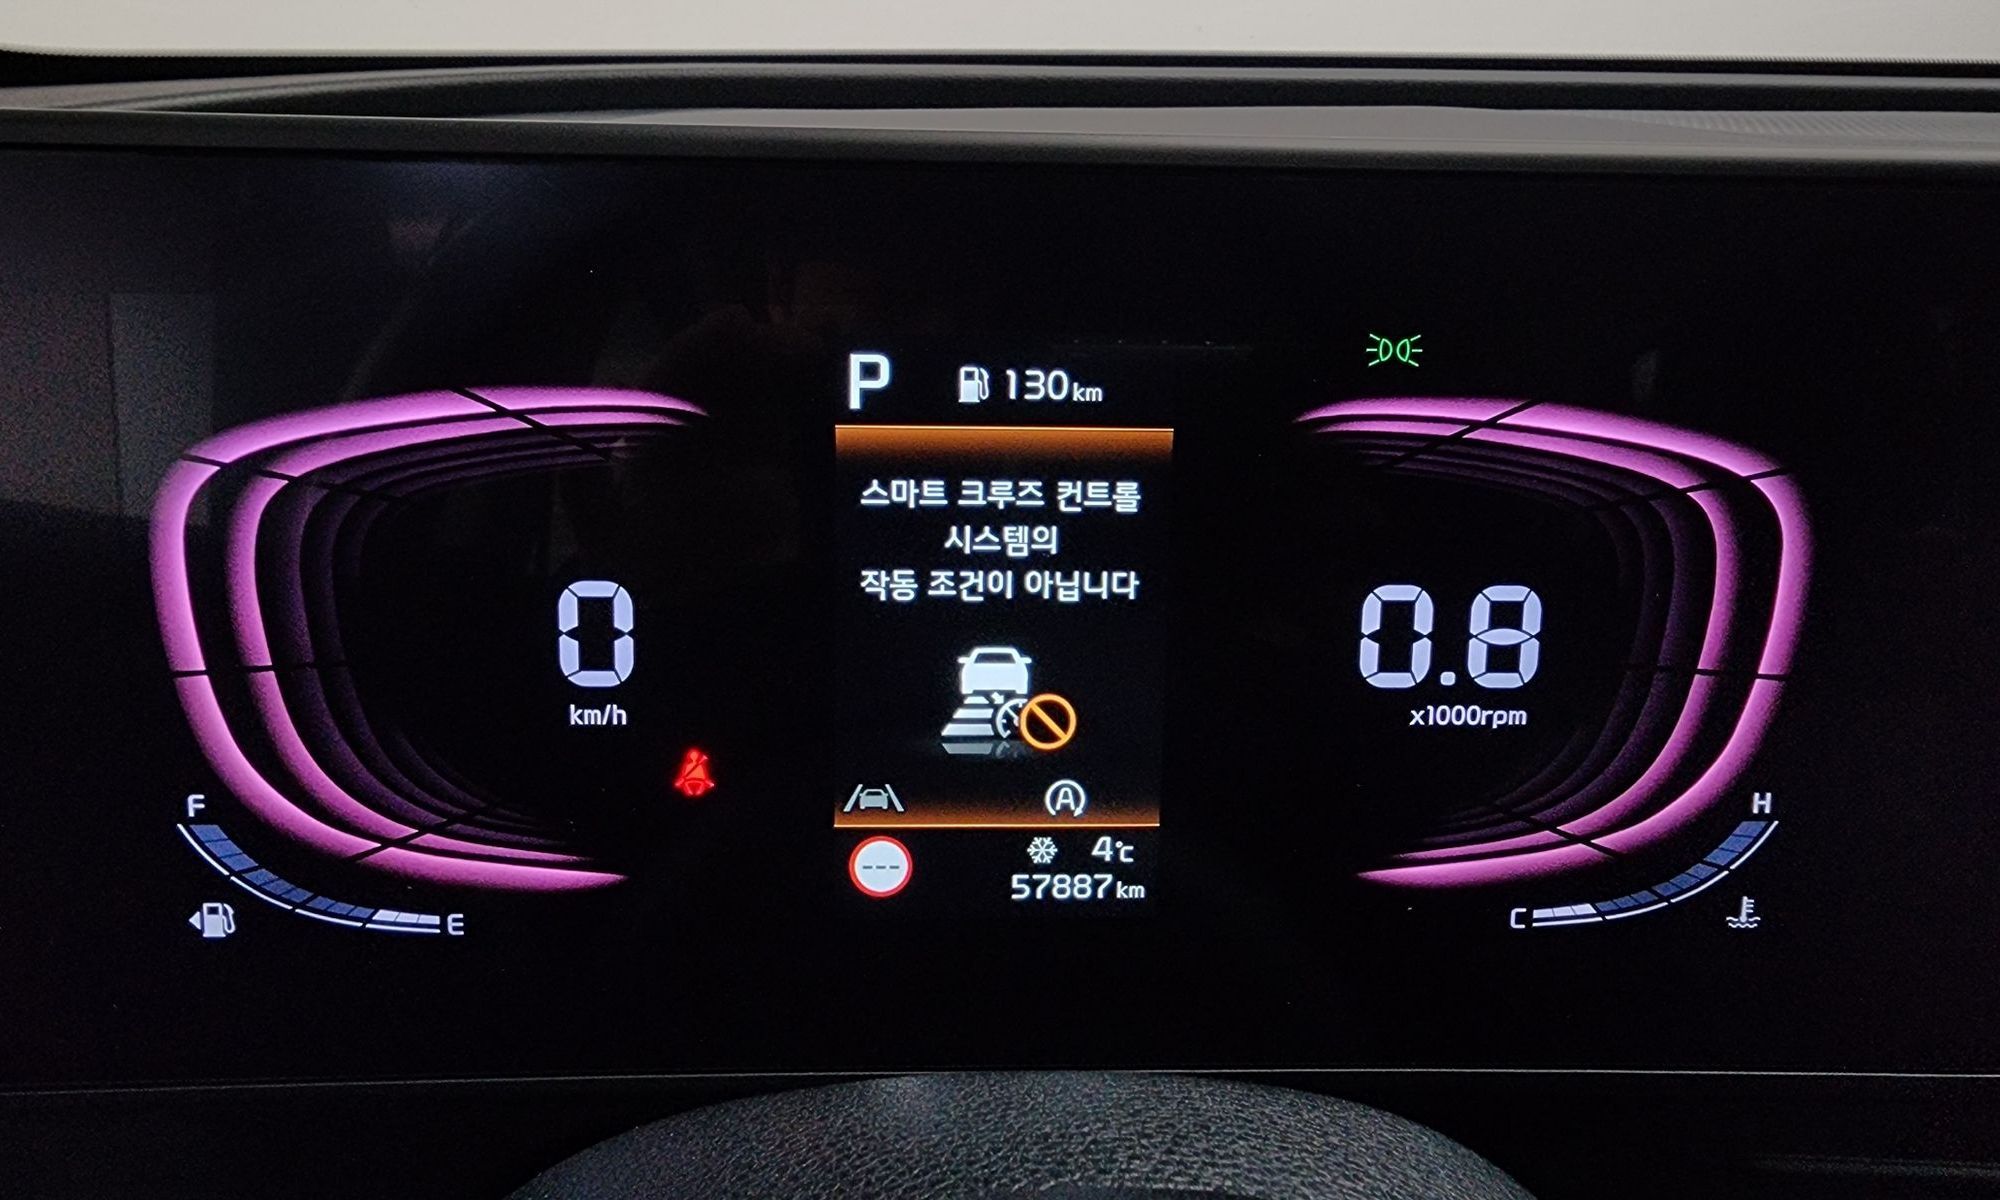 P 130km
스마트 크루즈 컨트롤
시스템의
작동 조건이 아닙니다
0
km/h
0.8
x1000rpm
F
E
A
H
C
---
4℃
57887km